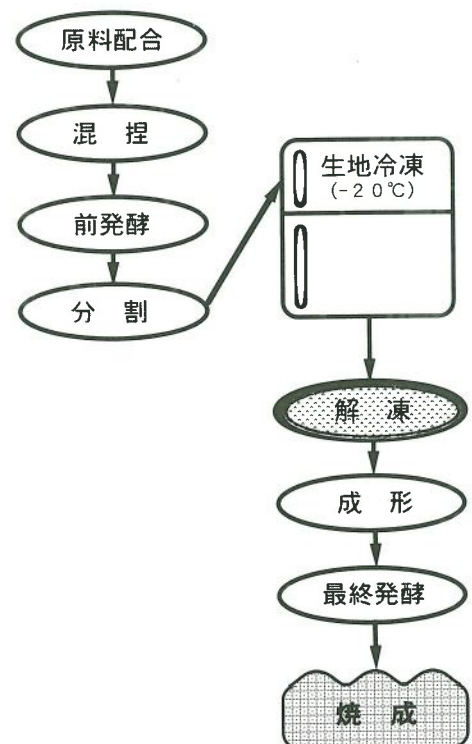 原料配合
混 捏
前発酵
分 割
生地冷凍
(-20℃)
解 凍
成 形
最終発酵
焼 成